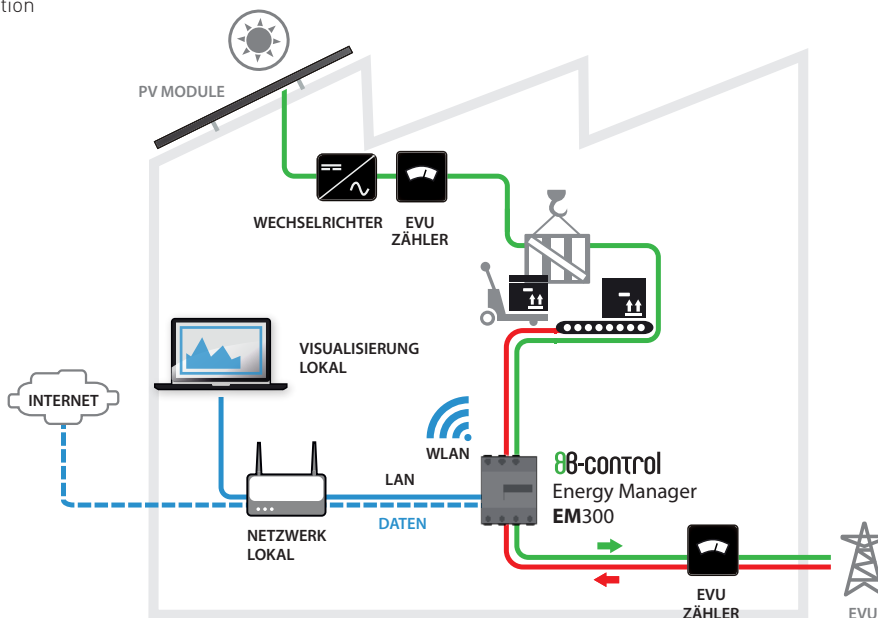 tion
PV MODULE
WECHSELRICHTER
EVU
ZÄHLER
VISUALISIERUNG
LOKAL
INTERNET
WLAN
LAN
DATEN
NETZWERK
LOKAL
B-control
Energy Manager
EM300
EVU
ZÄHLER
EVU